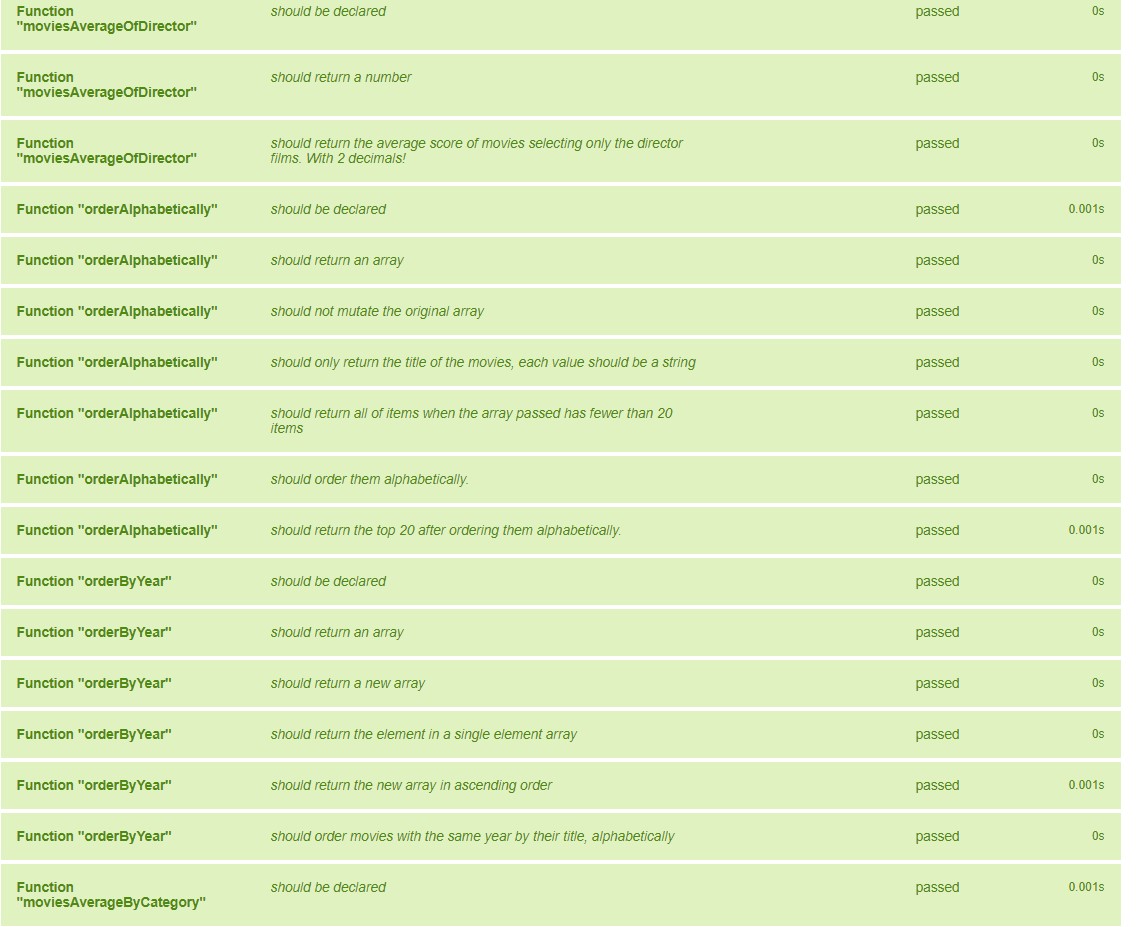 Function should be declared passed 0s
"moviesAverageOfDirector"
Function should return a number passed 0s
"moviesAverageOfDirector"
Function should return the average score of movies selecting only the director passed 0s
"moviesAverageOfDirector" films. With 2 decimals!
Function "orderAlphabetically" should be declared passed 0.001s
Function "orderAlphabetically" should return an array passed 0s
Function "orderAlphabetically" should not mutate the original array passed 0s
Function "orderAlphabetically" should only return the title of the movies, each value should be a string passed 0s
Function "orderAlphabetically" should return all of items when the array passed has fewer than 20 passed 0s
items
Function "orderAlphabetically" should order them alphabetically. passed 0s
Function "orderAlphabetically" should return the top 20 after ordering them alphabetically. passed 0.001s
Function "orderByYear" should be declared passed 0s
Function "orderByYear" should return an array passed 0s
Function "orderByYear" should return a new array passed 0s
Function "orderByYear" should return the element in a single element array passed 0s
Function "orderByYear" should return the new array in ascending order passed 0.001s
Function "orderByYear" should order movies with the same year by their title, alphabetically passed 0s
Function should be declared passed 0.001s
"moviesAverageByCategory"